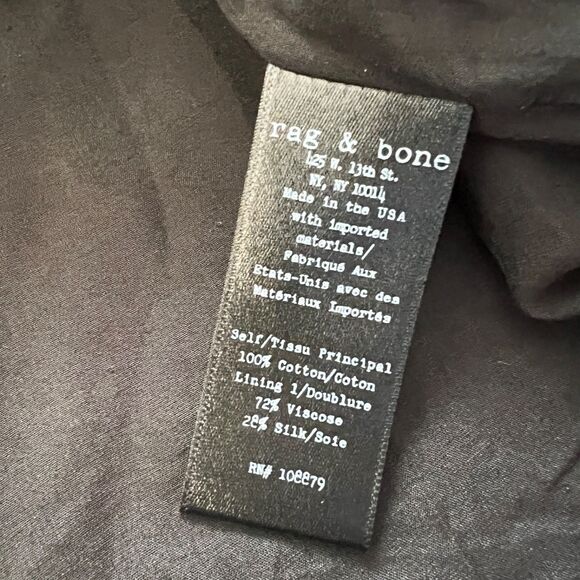 rag & bone
425 W. 13th St.
NY, NY 10014
Made in the USA
with imported
materials/
Fabriqué Aux
Etats-Unis avec des
Matériaux Importés
Self/Tissu Principal
100% Cotton/Coton
Lining 1/Doublure
72% Viscose
28% Silk/Soie
RN# 108879